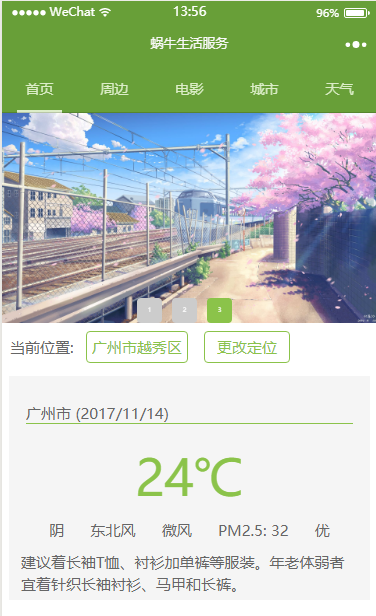 WeChat 13:56 96%
蜗牛生活服务
首页 周边 电影 城市 天气
1 2 3
当前位置: 广州市越秀区 更改定位
广州市 (2017/11/14)
24℃
阴 东北风 微风 PM2.5: 32 优
建议着长袖T恤、衬衫加单裤等服装。年老体弱者
宜着针织长袖衬衫、马甲和长裤。